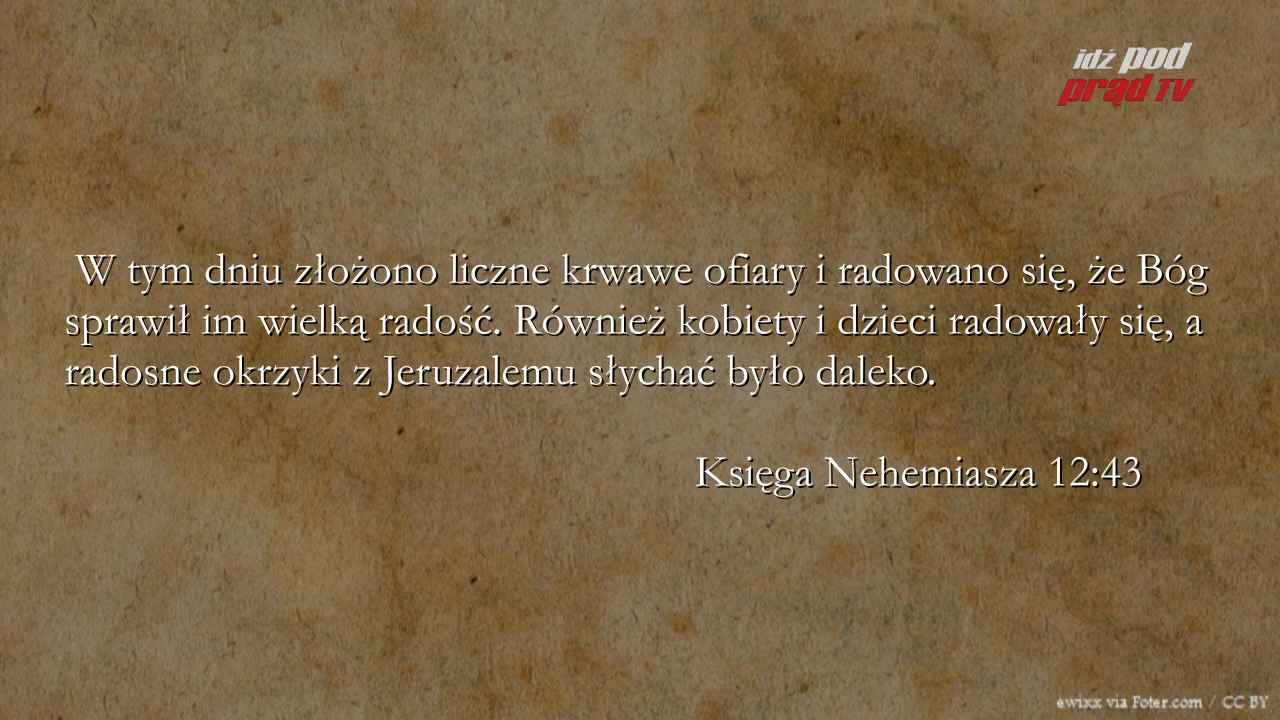 idź pod
prąd TV
W tym dniu złożono liczne krwawe ofiary i radowano się, że Bóg
sprawił im wielką radość. Również kobiety i dzieci radowały się, a
radosne okrzyki z Jeruzalemu słychać było daleko.
Księga Nehemiasza 12:43
ewixx via Foter.com / CC BY